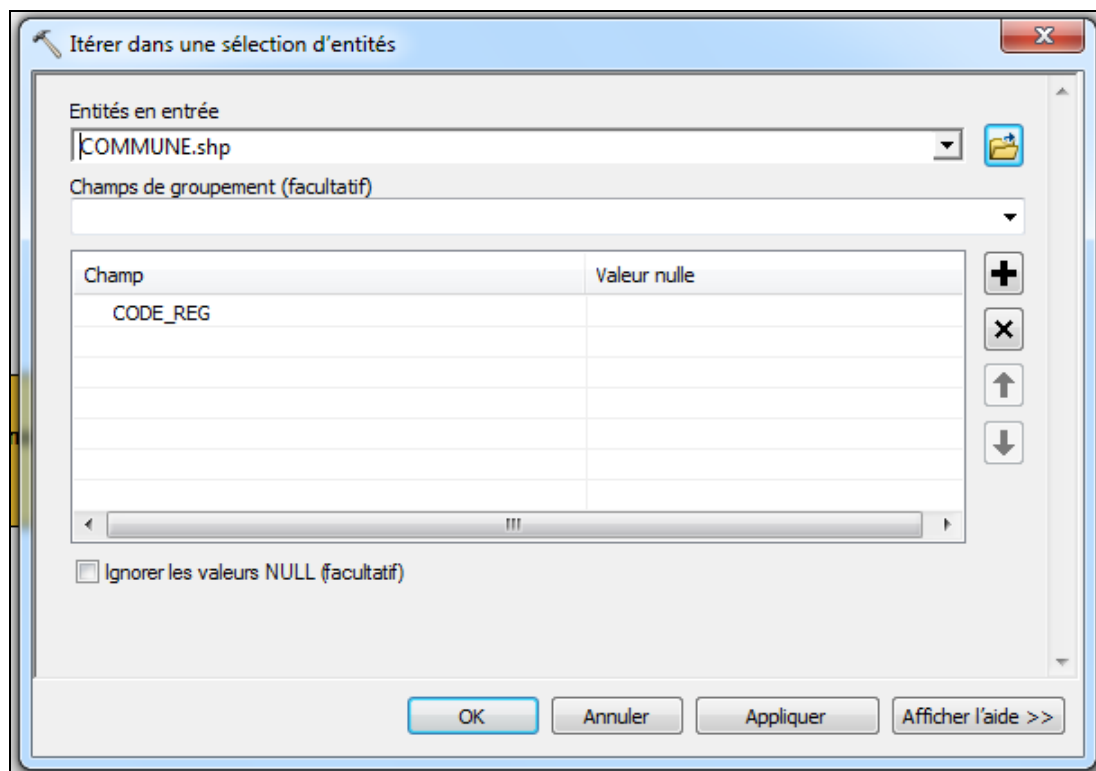 Itérer dans une sélection d'entités
Entités en entrée
COMMUNE.shp
Champs de groupement (facultatif)
Champ Valeur nulle
CODE_REG
Ignorer les valeurs NULL (facultatif)
OK Annuler Appliquer Afficher l'aide >>